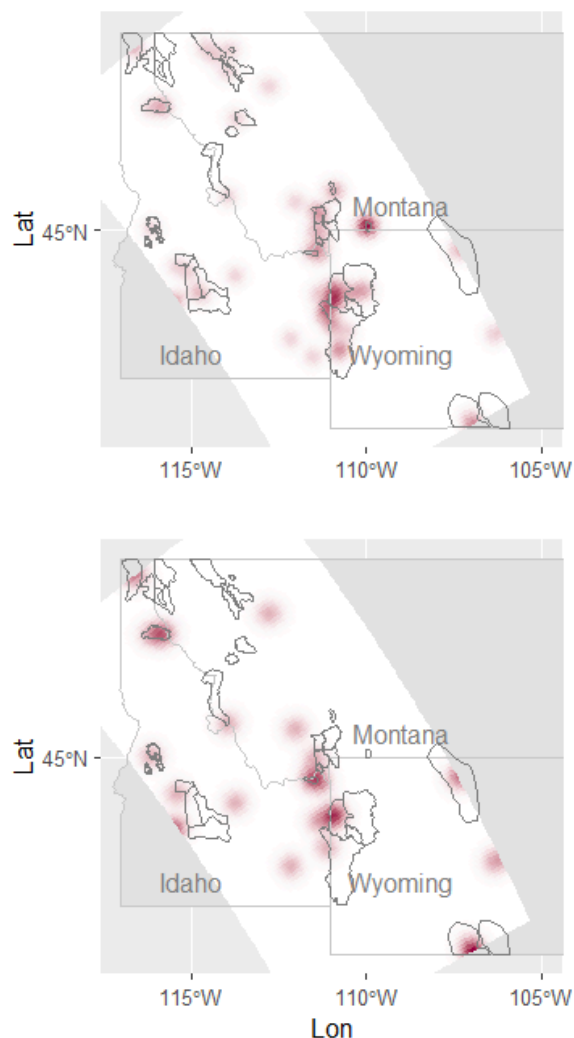 Montana
Lat
45°N
Idaho
Wyoming
115°W
110°W
105°W
Montana
Lat
45°N
Idaho
Wyoming
115°W
110°W
105°W
Lon